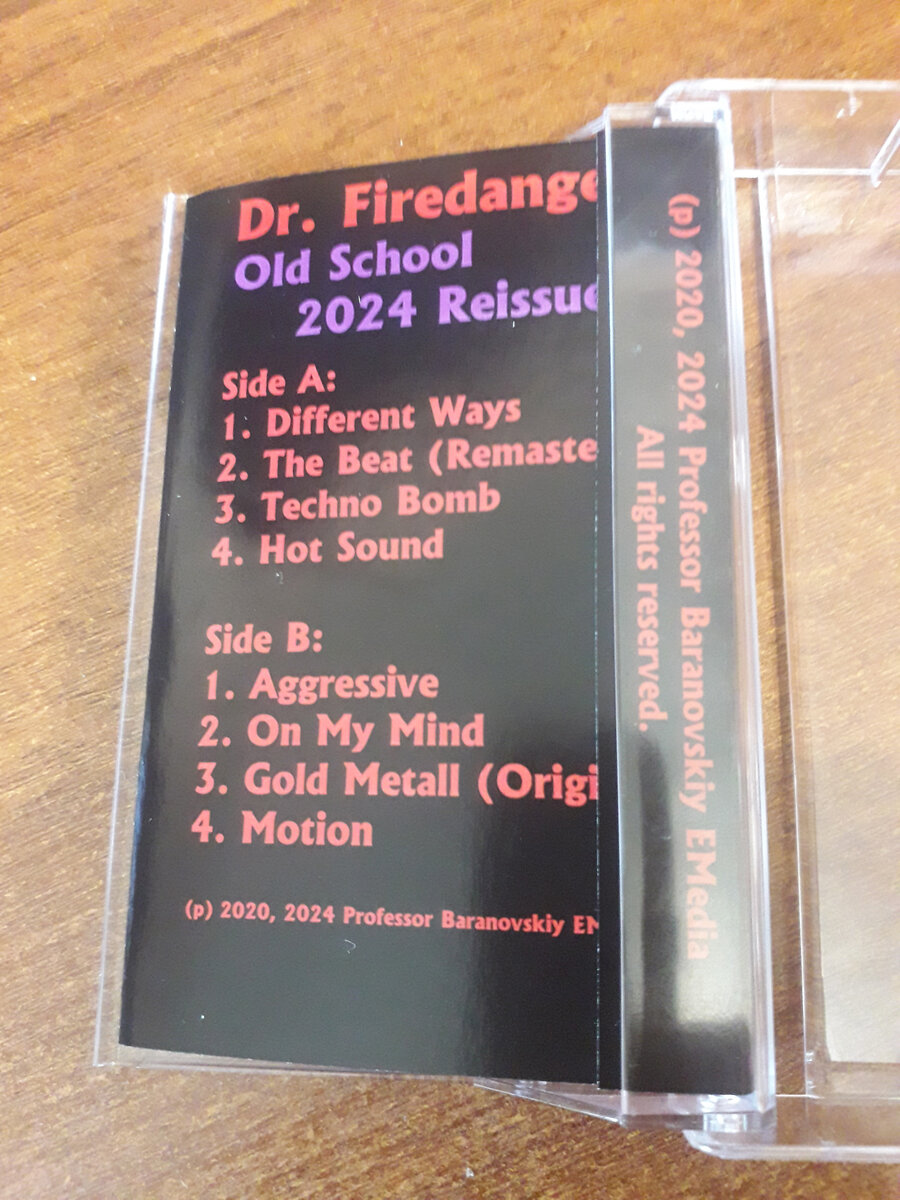 Dr. Firedange
Old School
2024 Reissue
Side A:
1. Different Ways
2. The Beat (Remaste
3. Techno Bomb
4. Hot Sound
Side B:
1. Aggressive
2. On My Mind
3. Gold Metall (Origi
4. Motion
(p) 2020, 2024 Professor Baranovskiy EM
(p) 2020, 2024 Professor Baranovskiy EMedia
All rights reserved.